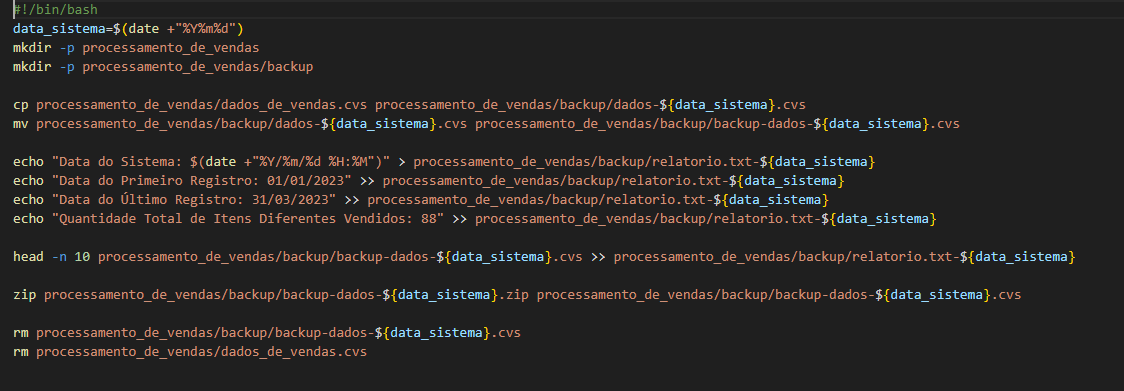 #!/bin/bash
data_sistema=$(date +"%Y%m%d")
mkdir -p processamento_de_vendas
mkdir -p processamento_de_vendas/backup
cp processamento_de_vendas/dados_de_vendas.cvs processamento_de_vendas/backup/dados-${data_sistema}.cvs
mv processamento_de_vendas/backup/dados-${data_sistema}.cvs processamento_de_vendas/backup/backup-dados-${data_sistema}.cvs
echo "Data do Sistema: $(date +"%Y/%m/%d %H:%M")" > processamento_de_vendas/backup/relatorio.txt-${data_sistema}
echo "Data do Primeiro Registro: 01/01/2023" >> processamento_de_vendas/backup/relatorio.txt-${data_sistema}
echo "Data do Último Registro: 31/03/2023" >> processamento_de_vendas/backup/relatorio.txt-${data_sistema}
echo "Quantidade Total de Itens Diferentes Vendidos: 88" >> processamento_de_vendas/backup/relatorio.txt-${data_sistema}
head -n 10 processamento_de_vendas/backup/backup-dados-${data_sistema}.cvs >> processamento_de_vendas/backup/relatorio.txt-${data_sistema}
zip processamento_de_vendas/backup/backup-dados-${data_sistema}.zip processamento_de_vendas/backup/backup-dados-${data_sistema}.cvs
rm processamento_de_vendas/backup/backup-dados-${data_sistema}.cvs
rm processamento_de_vendas/dados_de_vendas.cvs